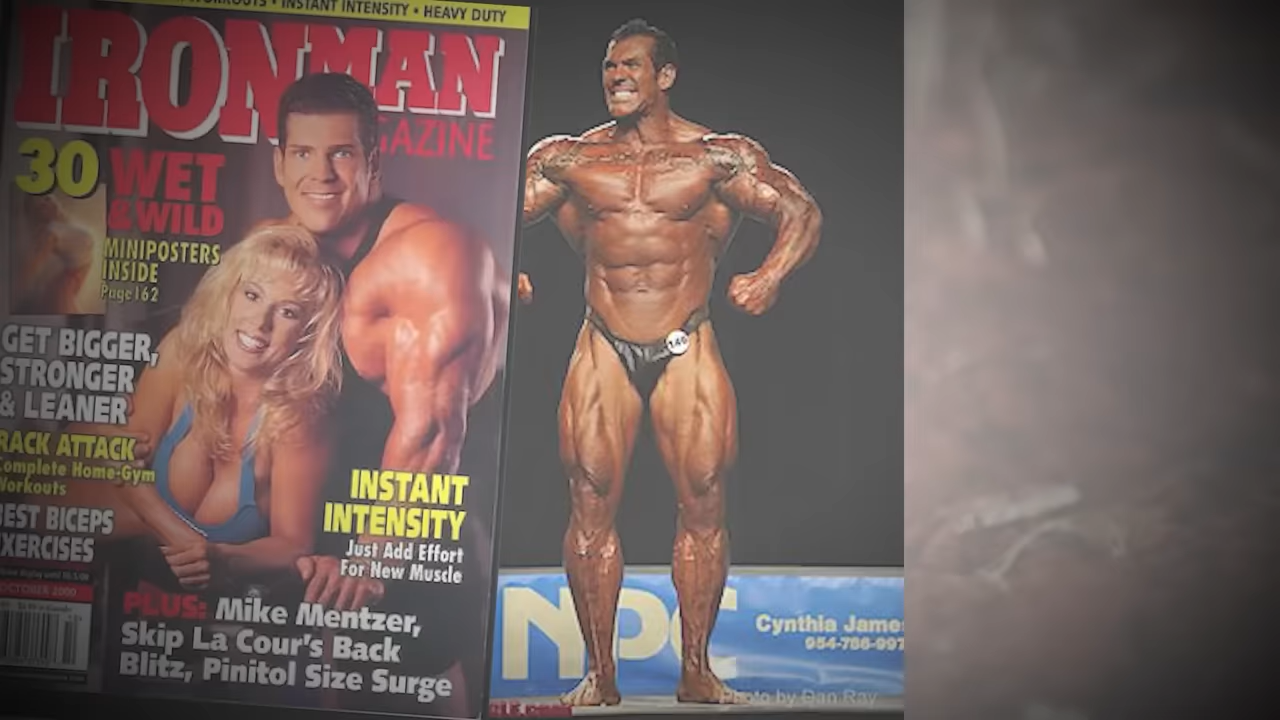 WORKOUTS • INSTANT INTENSITY • HEAVY DUTY
IRONMAN
30 WET
& WILD
MINIPOSTERS
INSIDE
Page 162
GET BIGGER,
STRONGER
& LEANER
RACK ATTACK
Complete Home-Gym
Workouts
BEST BICEPS
EXERCISES
INSTANT
INTENSITY
Just Add Effort
For New Muscle
OCTOBER 2000
PLUS: Mike Mentzer,
Skip La Cour's Back
Blitz, Pinitol Size Surge
146
NPC
Cynthia James
954-786-997
Photo by Dan Ray